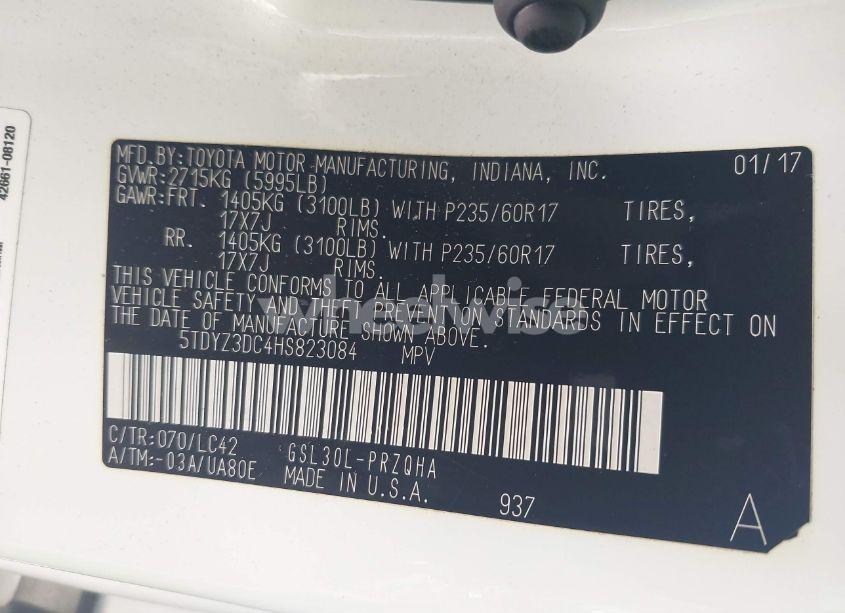 42661-08120
MFD.BY:TOYOTA MOTOR MANUFACTURING, INDIANA, INC. 01/17
GVWR:2715KG (5995LB)
GAWR:FRT. 1405KG (3100LB) WITH P235/60R17 TIRES,
17X7J RIMS.
RR. 1405KG (3100LB) WITH P235/60R17 TIRES,
17X7J RIMS.
THIS VEHICLE CONFORMS TO ALL APPLICABLE FEDERAL MOTOR
VEHICLE SAFETY AND THEFT PREVENTION STANDARDS IN EFFECT ON
THE DATE OF MANUFACTURE SHOWN ABOVE.
5TDYZ3DC4HS823084 MPV
C/TR:070/LC42 GSL30L-PRZQHA
A/TM:-03A/UA80E MADE IN U.S.A. 937 A
wheelwise